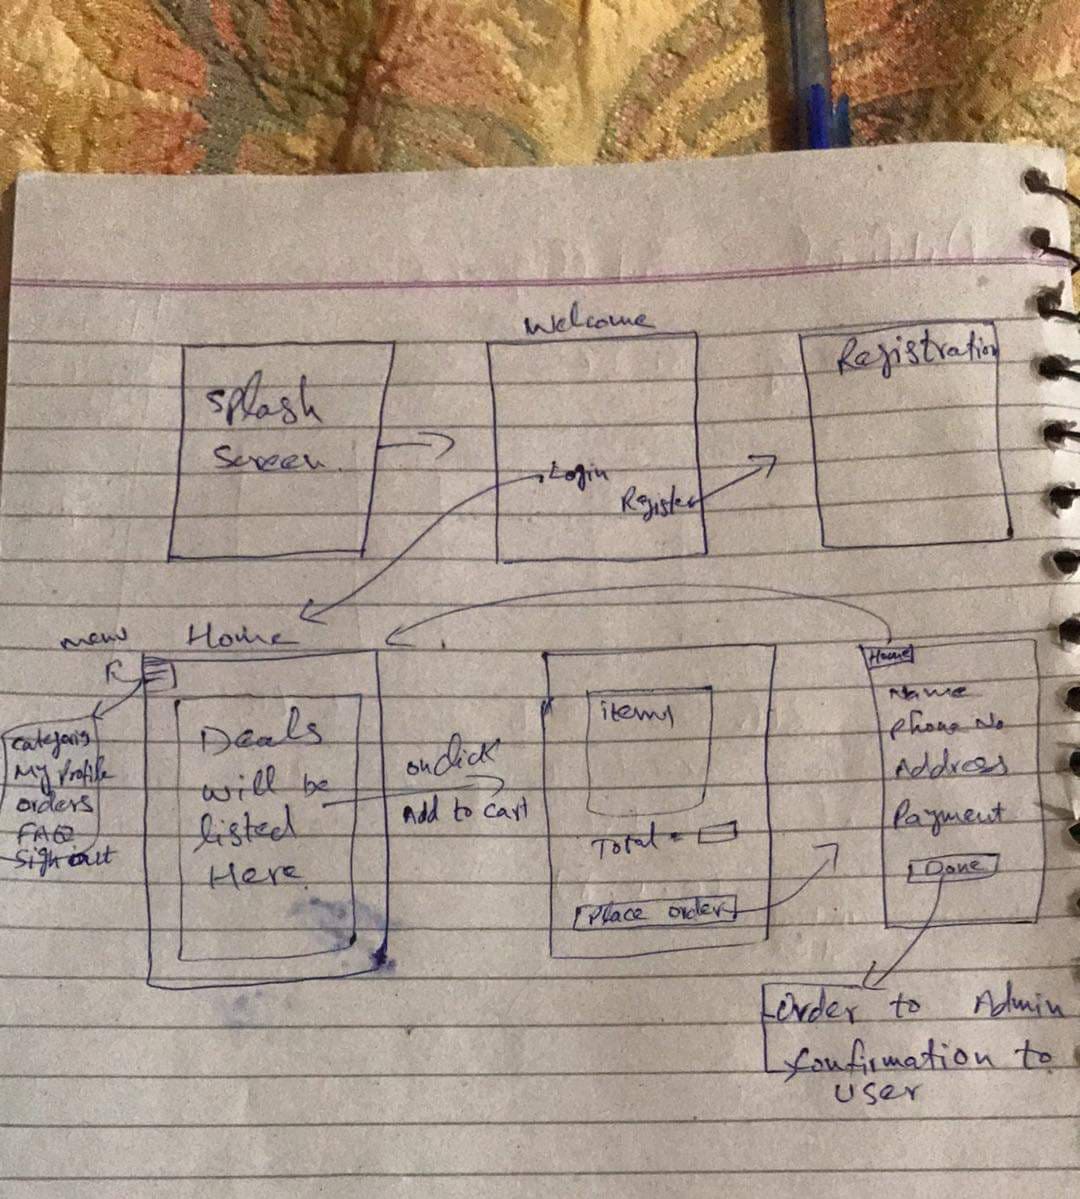 Welcome
Splash
Screen
Login
Register
Registration
menu
Home
categoris
My Profile
orders
FAQ
Sign out
Deals
will be
listed
Here
onclick
Add to cart
items
Total =
Place order
Home
Name
Phone No
Address
Payment
Done
order to Admin
Confirmation to
user